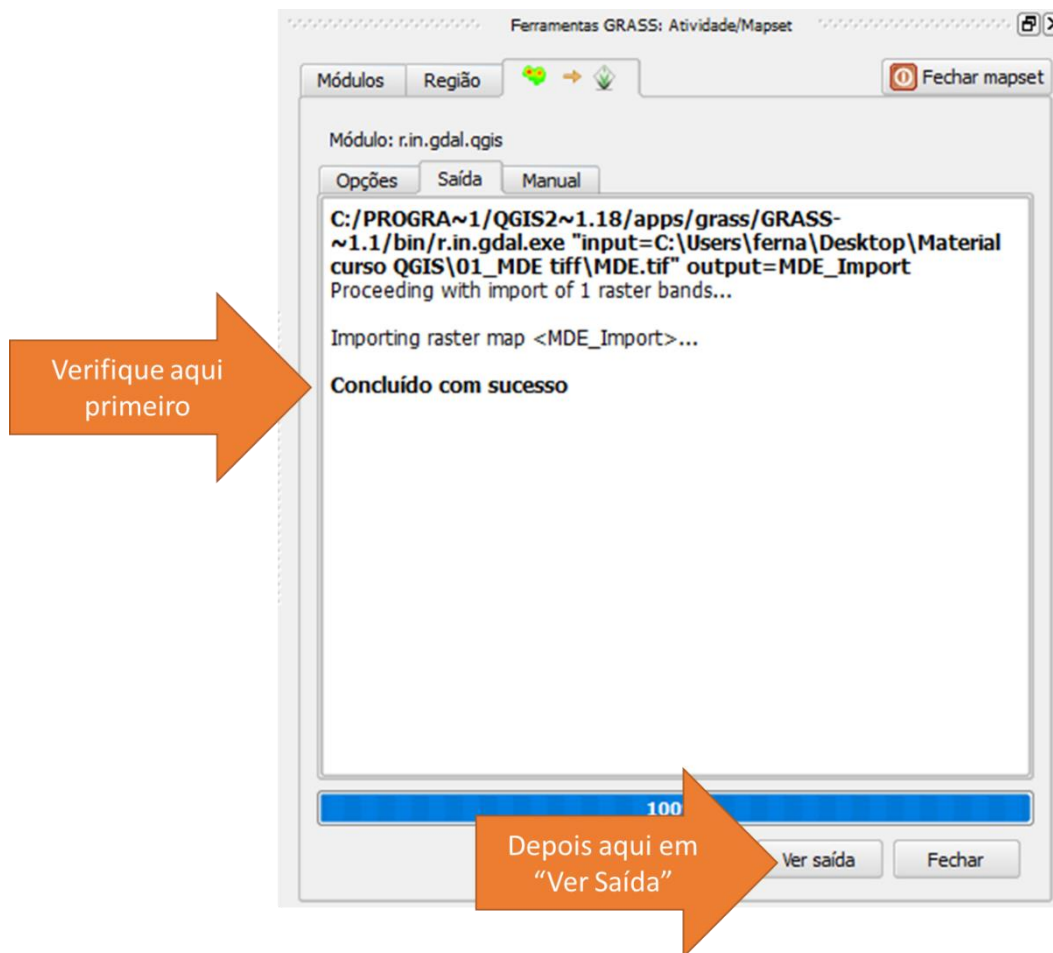 Ferramentas GRASS: Atividade/Mapset
Módulos Região Fechar mapset
Módulo: r.in.gdal.qgis
Opções Saída Manual
C:/PROGRA~1/QGIS2~1.18/apps/grass/GRASS-
~1.1/bin/r.in.gdal.exe "input=C:\Users\ferna\Desktop\Material
curso QGIS\01_MDE tiff\MDE.tif" output=MDE_Import
Proceeding with import of 1 raster bands...
Importing raster map <MDE_Import>...
Concluído com sucesso
Verifique aqui
primeiro
100
Depois aqui em
“Ver Saída”
Ver saída Fechar